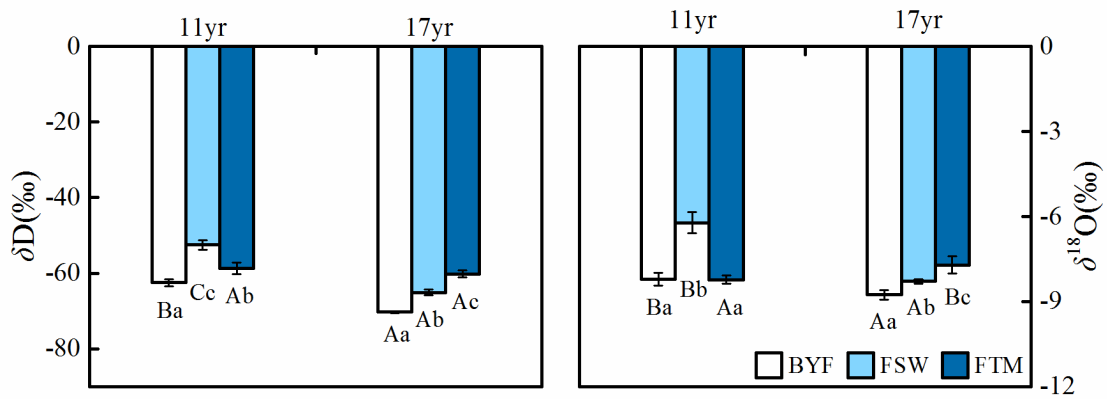 11yr 17yr
0
-20
-40
-60
-80
δD(‰)
Ba Cc Ab
Aa Ab Ac
11yr 17yr
Ba Bb Aa
Aa Ab Bc
BYF FSW FTM
0
-3
-6
-9
-12
δ¹⁸O(‰)